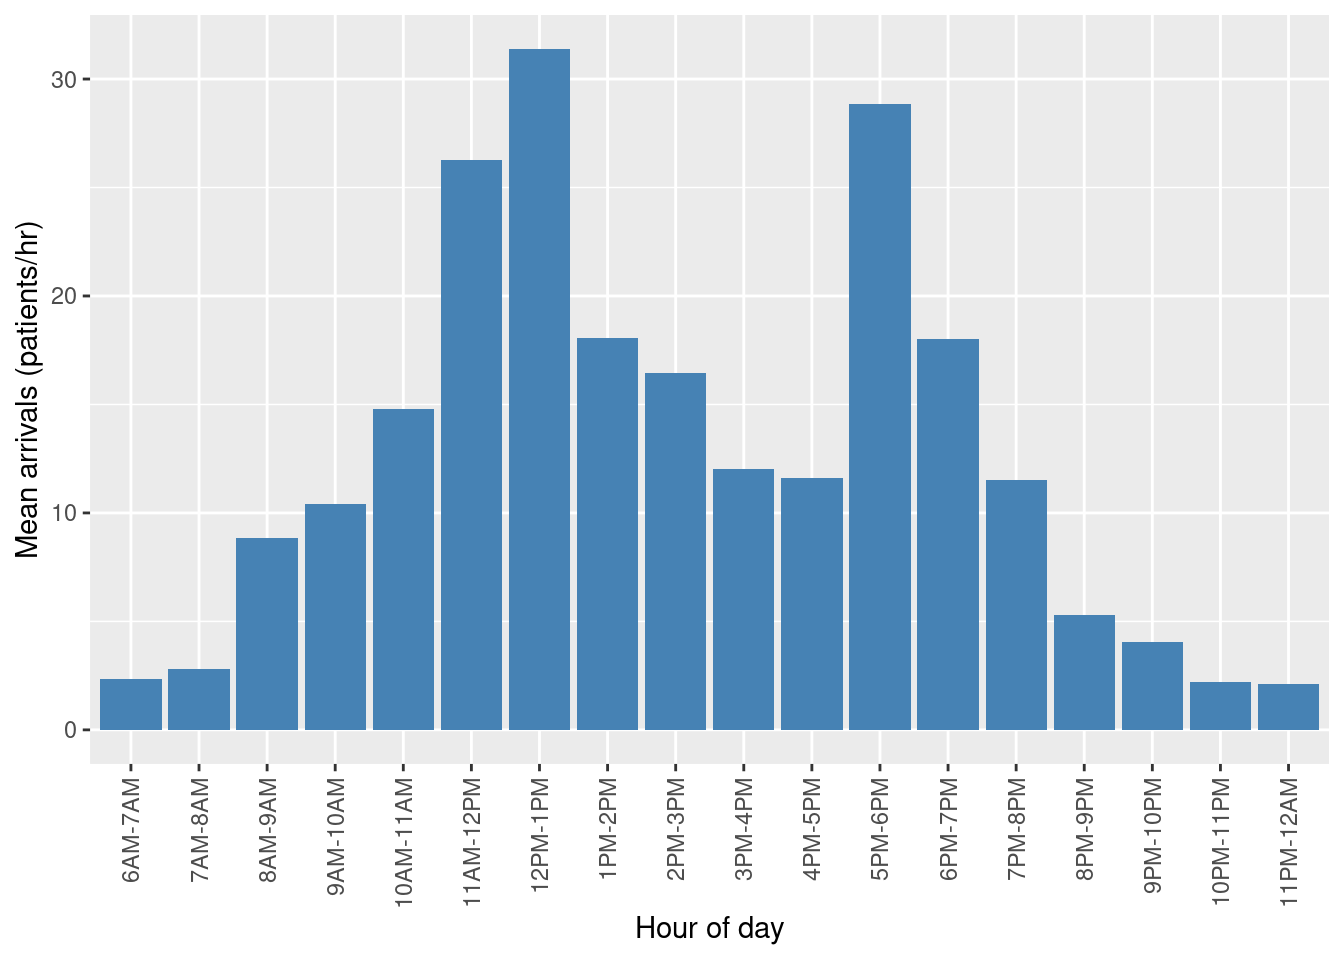 Mean arrivals (patients/hr)
30
20
10
0
6AM-7AM
7AM-8AM
8AM-9AM
9AM-10AM
10AM-11AM
11AM-12PM
12PM-1PM
1PM-2PM
2PM-3PM
3PM-4PM
4PM-5PM
5PM-6PM
6PM-7PM
7PM-8PM
8PM-9PM
9PM-10PM
10PM-11PM
11PM-12AM
Hour of day